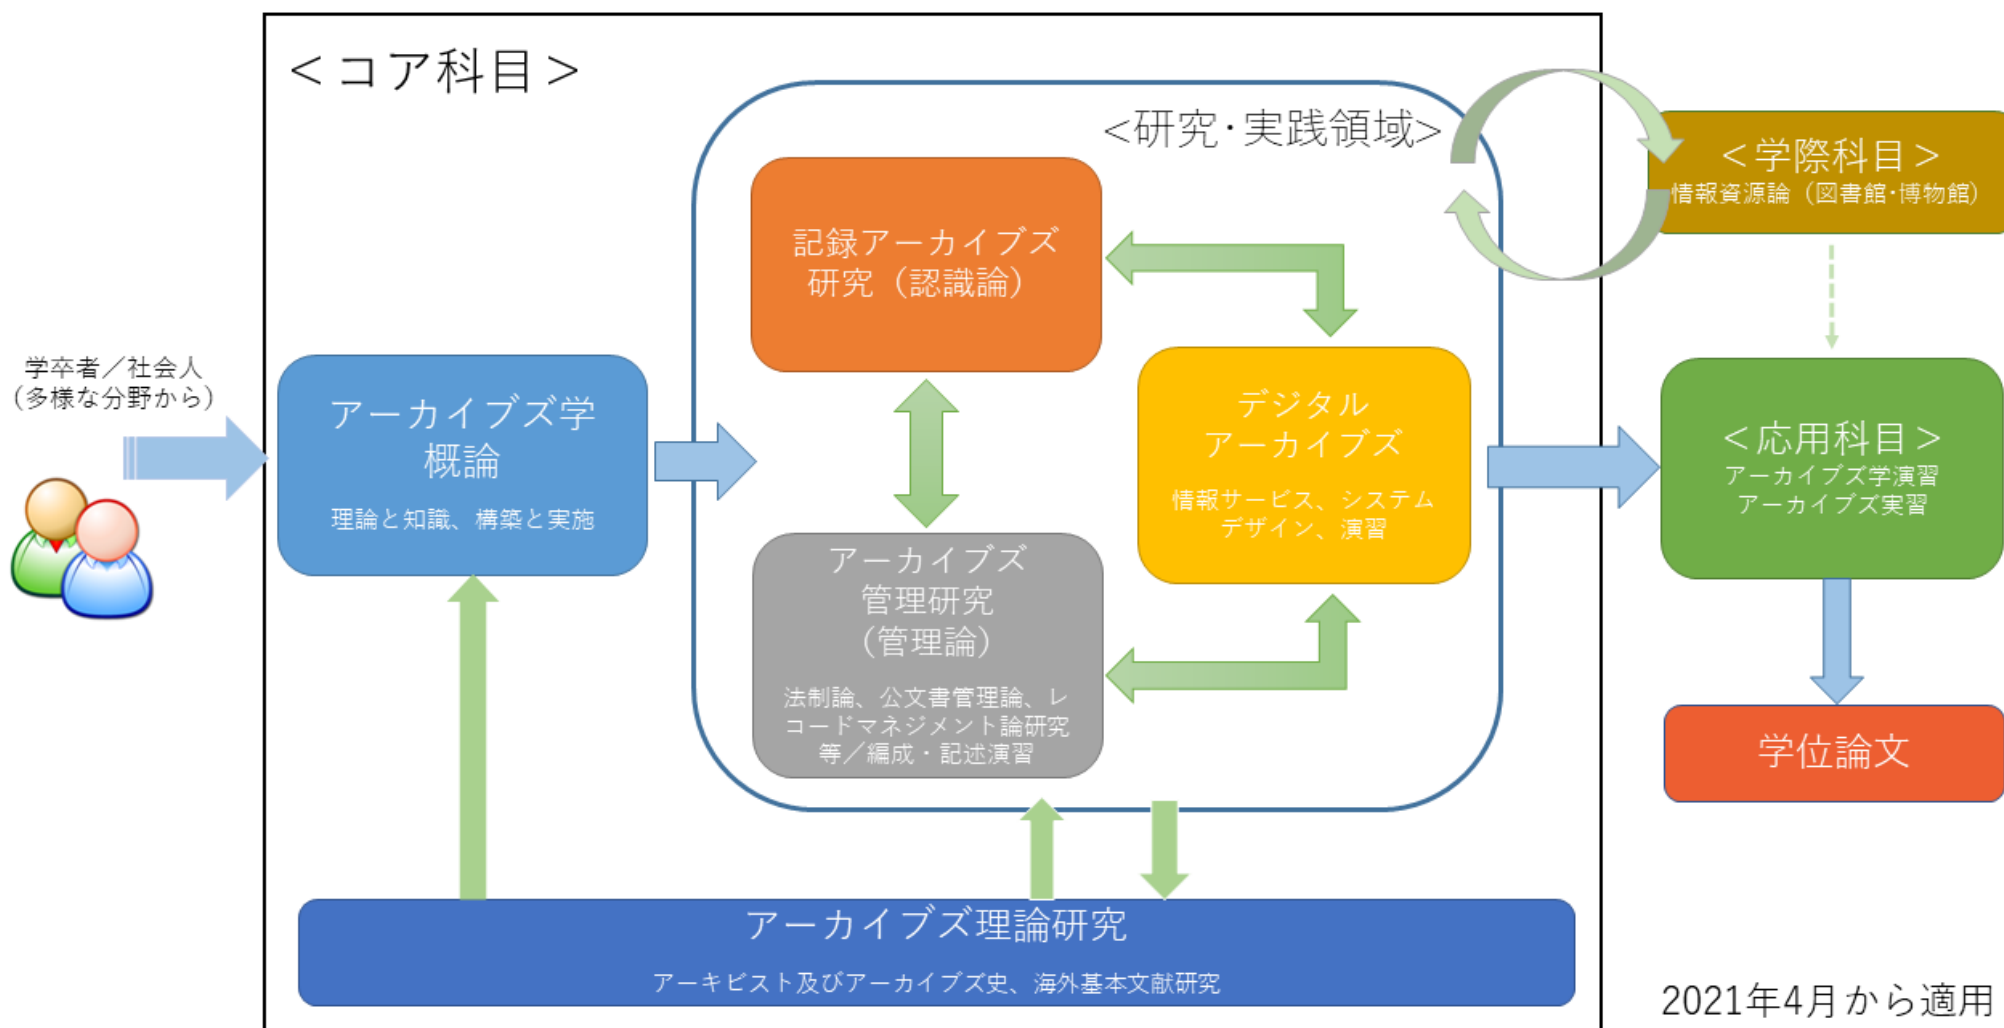 ＜コア科目＞
<研究･実践領域>
記録アーカイブズ
研究（認識論）
学卒者／社会人
（多様な分野から）
アーカイブズ学
概論
理論と知識、構築と実施
デジタル
アーカイブズ
情報サービス、システム
デザイン、演習
アーカイブズ
管理研究
（管理論）
法制論、公文書管理論、レ
コードマネジメント論研究
等／編成・記述演習
＜学際科目＞
情報資源論（図書館･博物館）
＜応用科目＞
アーカイブズ学演習
アーカイブズ実習
学位論文
アーカイブズ理論研究
アーキビスト及びアーカイブズ史、海外基本文献研究
2021年4月から適用